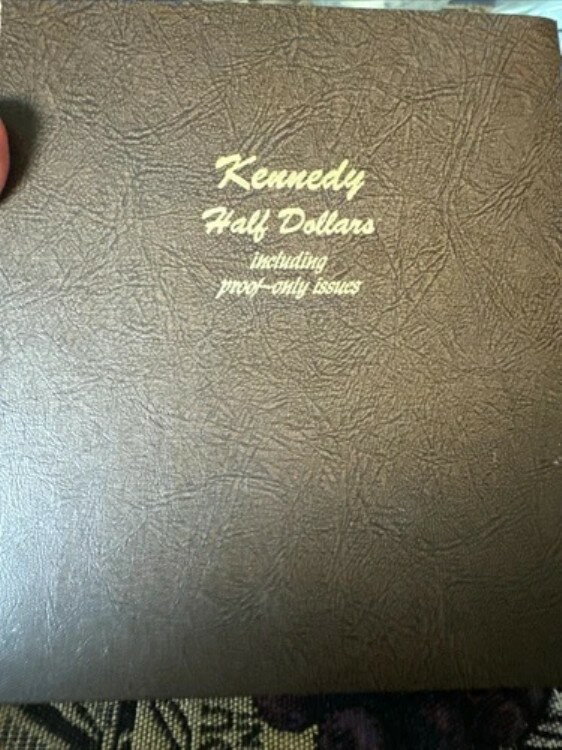 Kennedy
Half Dollars
including
proof-only issues